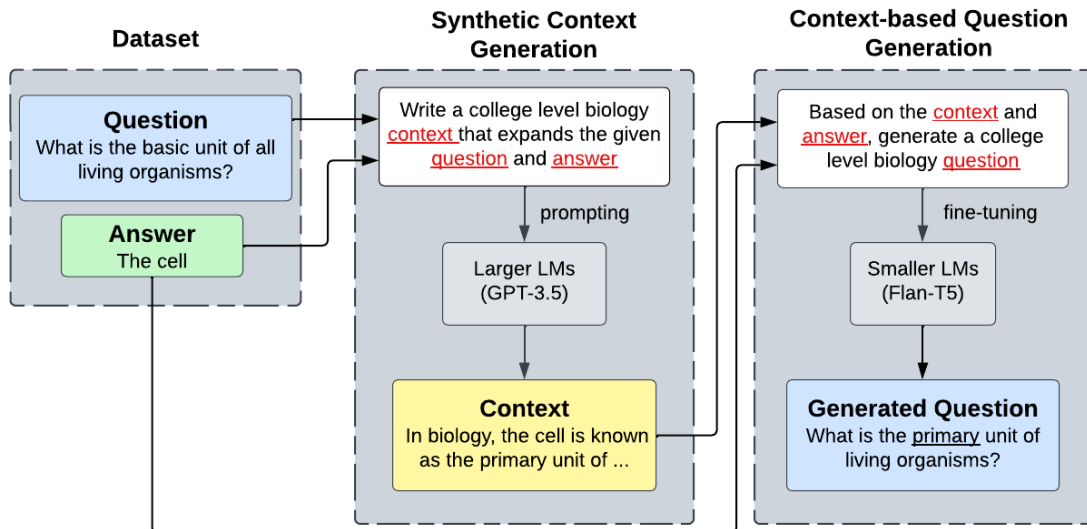 Dataset
Question
What is the basic unit of all
living organisms?
Answer
The cell
Synthetic Context
Generation
Write a college level biology
context that expands the given
question and answer
prompting
Larger LMs
(GPT-3.5)
Context
In biology, the cell is known
as the primary unit of ...
Context-based Question
Generation
Based on the context and
answer, generate a college
level biology question
fine-tuning
Smaller LMs
(Flan-T5)
Generated Question
What is the primary unit of
living organisms?